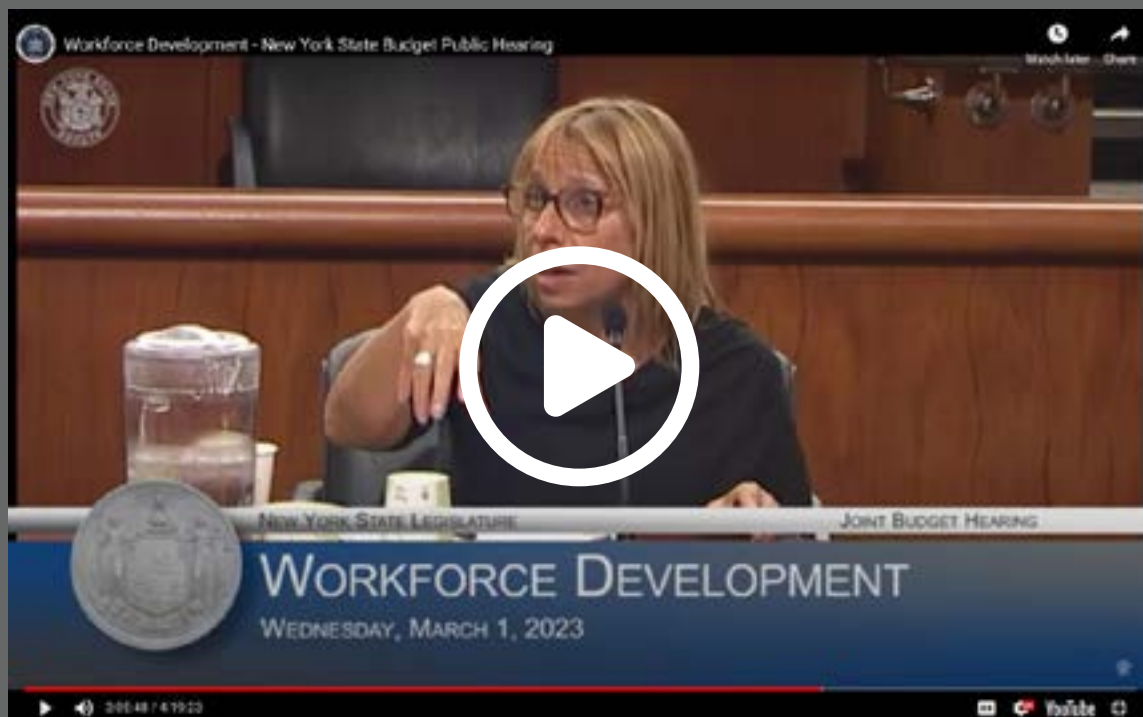 Workforce Development - New York State Budget Public Hearing
Watch later
Share
NEW YORK STATE LEGISLATURE
JOINT BUDGET HEARING
WORKFORCE DEVELOPMENT
WEDNESDAY, MARCH 1, 2023
YouTube